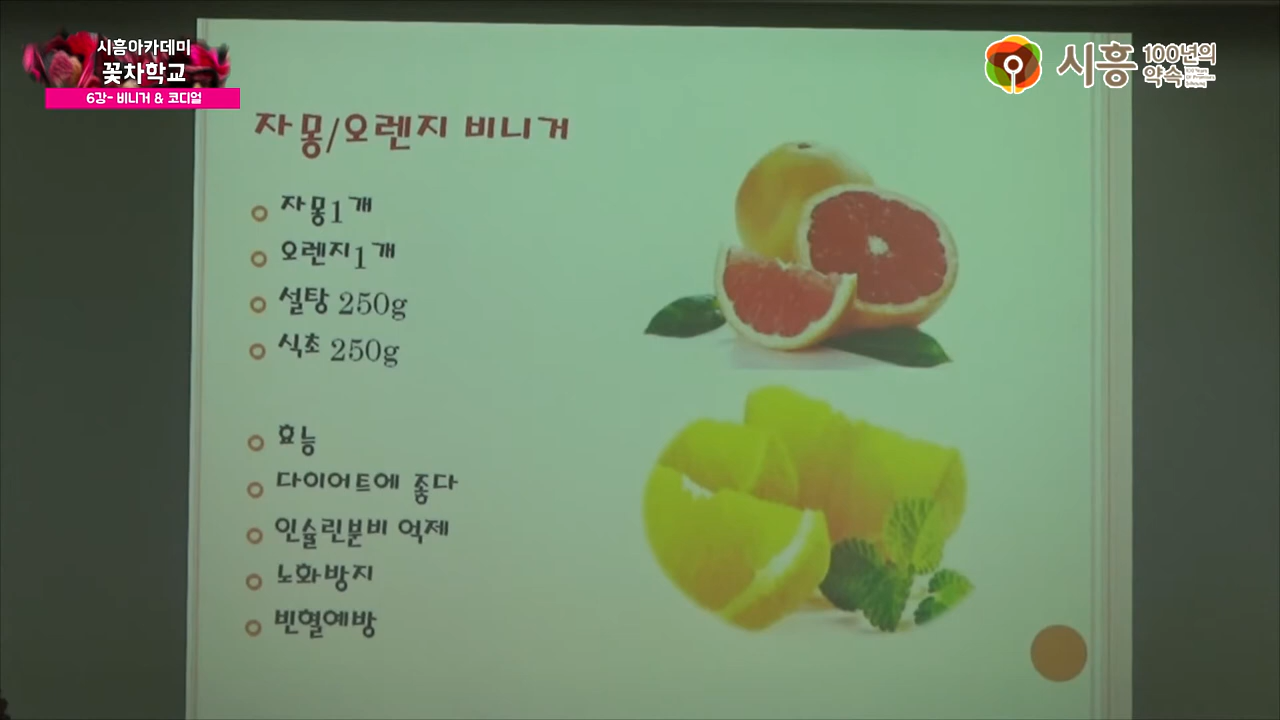 시흥아카데미
꽃차학교
6강- 비니거 & 코디얼
시흥 100년의
약속
자몽/오렌지 비니거
자몽1개
오렌지1개
설탕 250g
식초 250g
효능
다이어트에 좋다
인슐린분비 억제
노화방지
빈혈예방